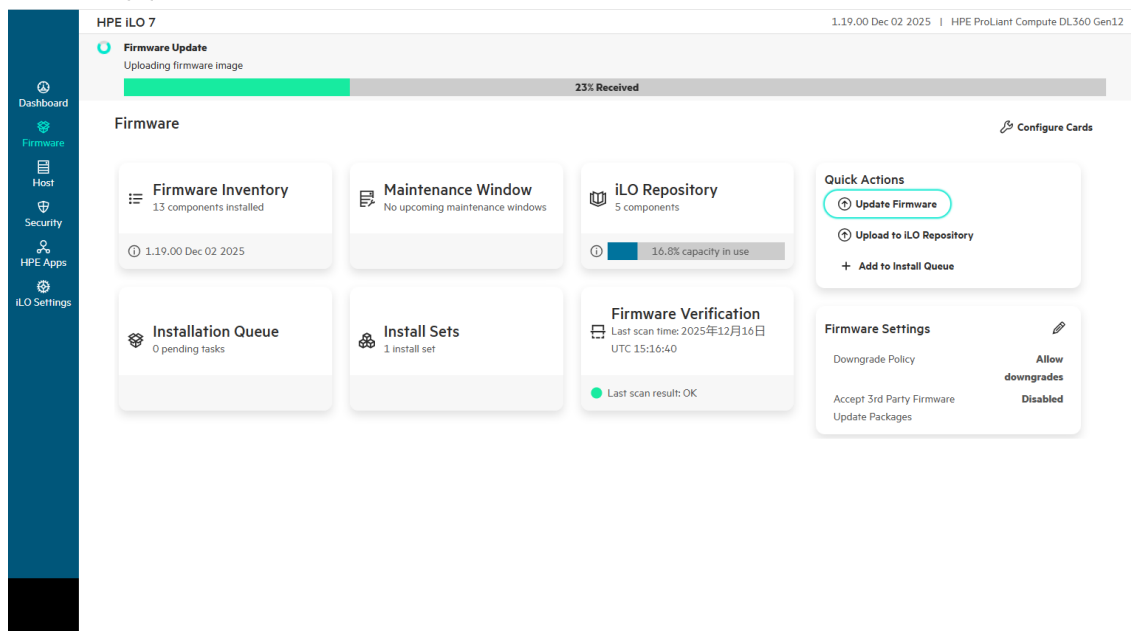 HPE iLO 7
1.19.00 Dec 02 2025 | HPE ProLiant Compute DL360 Gen12
Firmware Update
Uploading firmware image
23% Received
Dashboard
Firmware
Host
Security
HPE Apps
iLO Settings
Firmware
Configure Cards
Firmware Inventory
13 components installed
1.19.00 Dec 02 2025
Maintenance Window
No upcoming maintenance windows
iLO Repository
5 components
16.8% capacity in use
Quick Actions
Update Firmware
Upload to iLO Repository
Add to Install Queue
Installation Queue
0 pending tasks
Install Sets
1 install set
Firmware Verification
Last scan time: 2025年12月16日
UTC 15:16:40
Last scan result: OK
Firmware Settings
Downgrade Policy
Allow
downgrades
Accept 3rd Party Firmware
Update Packages
Disabled